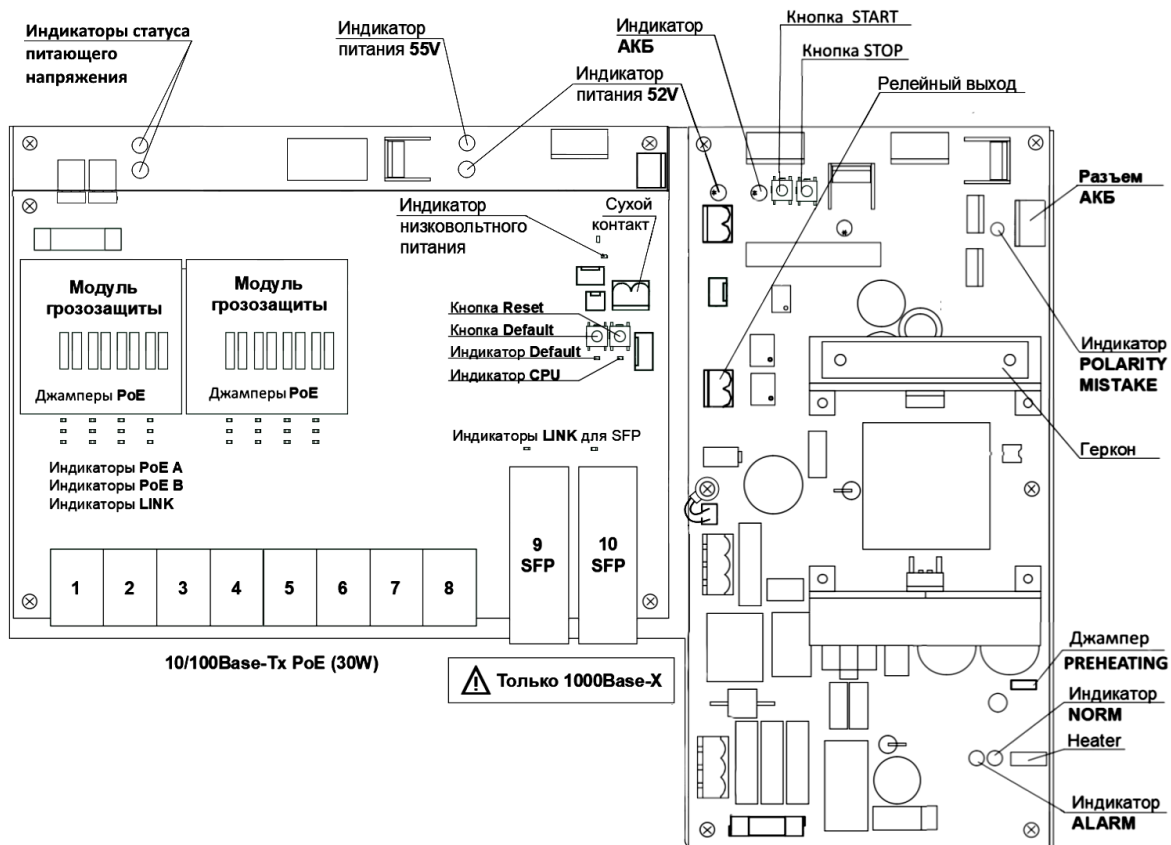 Кнопка START
Индикаторы статуса
питающего
напряжения
Индикатор
питания 55V
Индикатор
АКБ
Кнопка STOP
Индикатор
питания 52V
Релейный выход
Разъем
АКБ
Индикатор
низковольтного
питания
Сухой
контакт
Модуль
грозозащиты
Модуль
грозозащиты
Кнопка Reset
Кнопка Default
Индикатор Default
Индикатор CPU
Индикатор
POLARITY
MISTAKE
Джамперы PoE
Джамперы PoE
Индикаторы LINK для SFP
Геркон
Индикаторы PoE A
Индикаторы PoE B
Индикаторы LINK
9
SFP
10
SFP
1 2 3 4 5 6 7 8
10/100Base-Tx PoE (30W)
Только 1000Base-X
Джампер
PREHEATING
Индикатор
NORM
Heater
Индикатор
ALARM